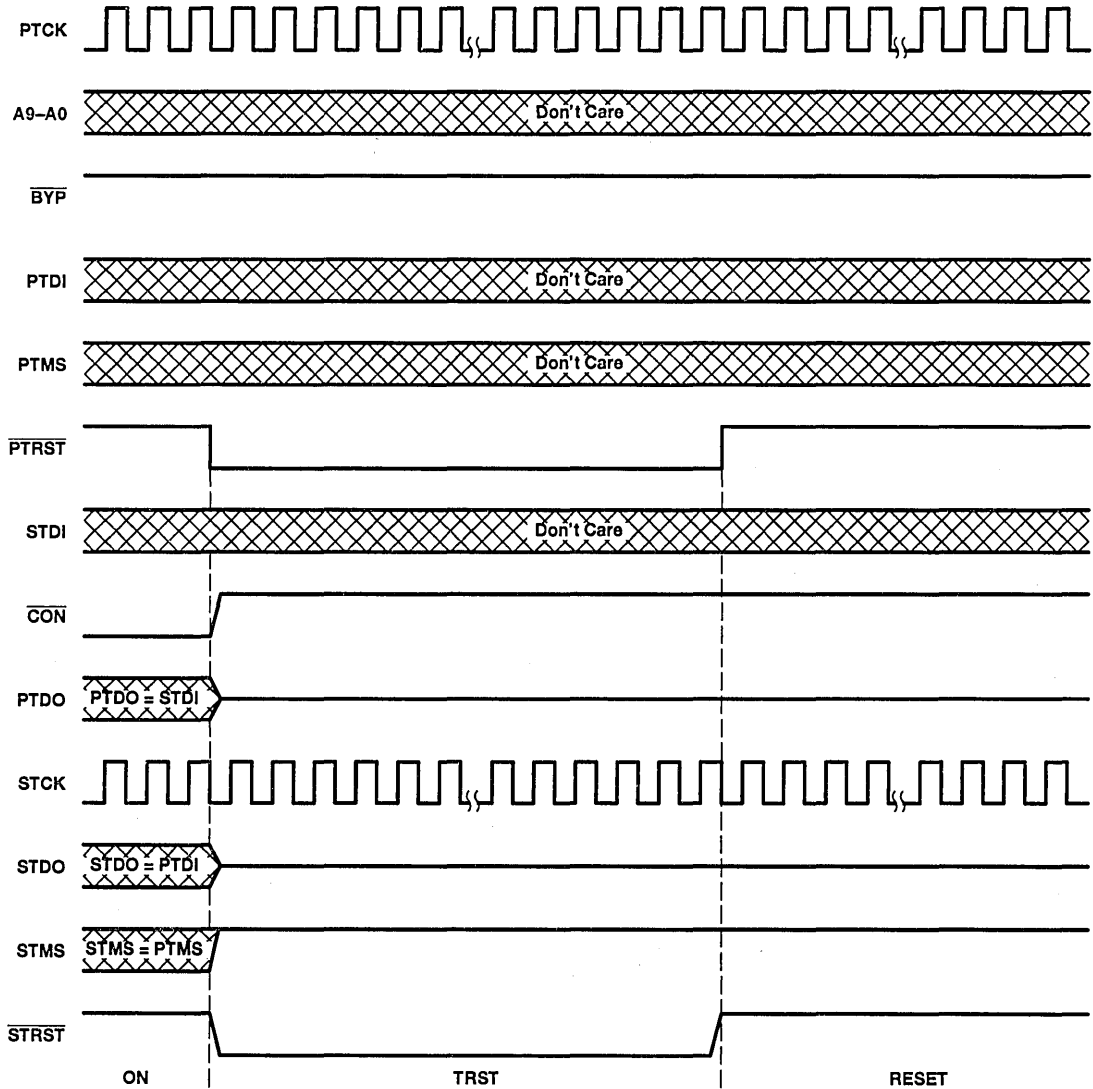 PTCK
A9–A0
Don't Care
BYP
PTDI
Don't Care
PTMS
Don't Care
PTRST
STDI
Don't Care
CON
PTDO
PTDO = STDI
STCK
STDO
STDO = PTDI
STMS
STMS = PTMS
STRST
ON
TRST
RESET